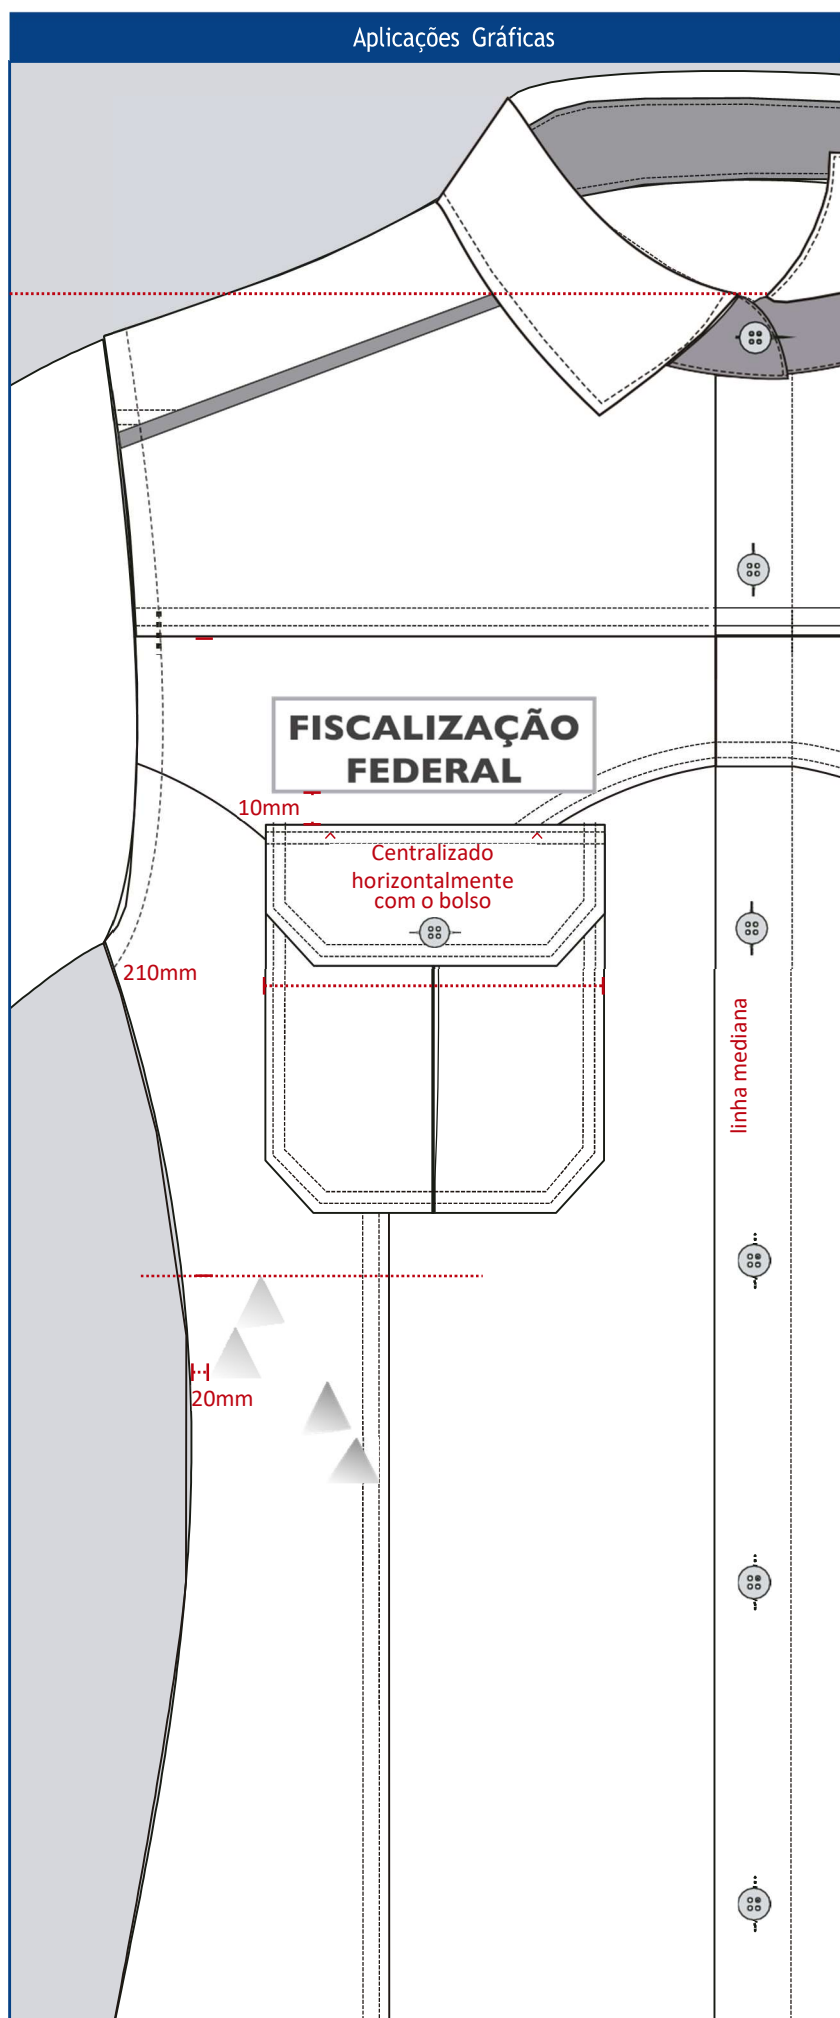 Aplicações Gráficas
FISCALIZAÇÃO
FEDERAL
10mm
Centralizado
horizontalmente
com o bolso
210mm
linha mediana
20mm